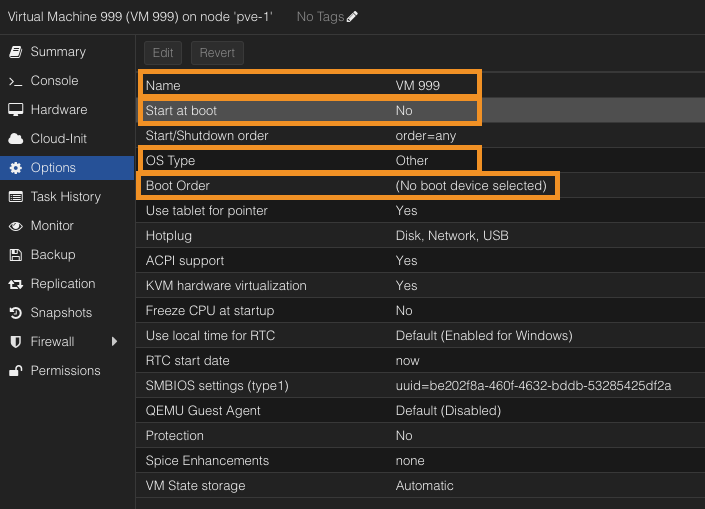 Virtual Machine 999 (VM 999) on node 'pve-1' No Tags
Summary
Console
Hardware
Cloud-Init
Options
Task History
Monitor
Backup
Replication
Snapshots
Firewall
Permissions
Edit Revert
Name VM 999
Start at boot No
Start/Shutdown order order=any
OS Type Other
Boot Order (No boot device selected)
Use tablet for pointer Yes
Hotplug Disk, Network, USB
ACPI support Yes
KVM hardware virtualization Yes
Freeze CPU at startup No
Use local time for RTC Default (Enabled for Windows)
RTC start date now
SMBIOS settings (type1) uuid=be202f8a-460f-4632-bddb-53285425df2a
QEMU Guest Agent Default (Disabled)
Protection No
Spice Enhancements none
VM State storage Automatic